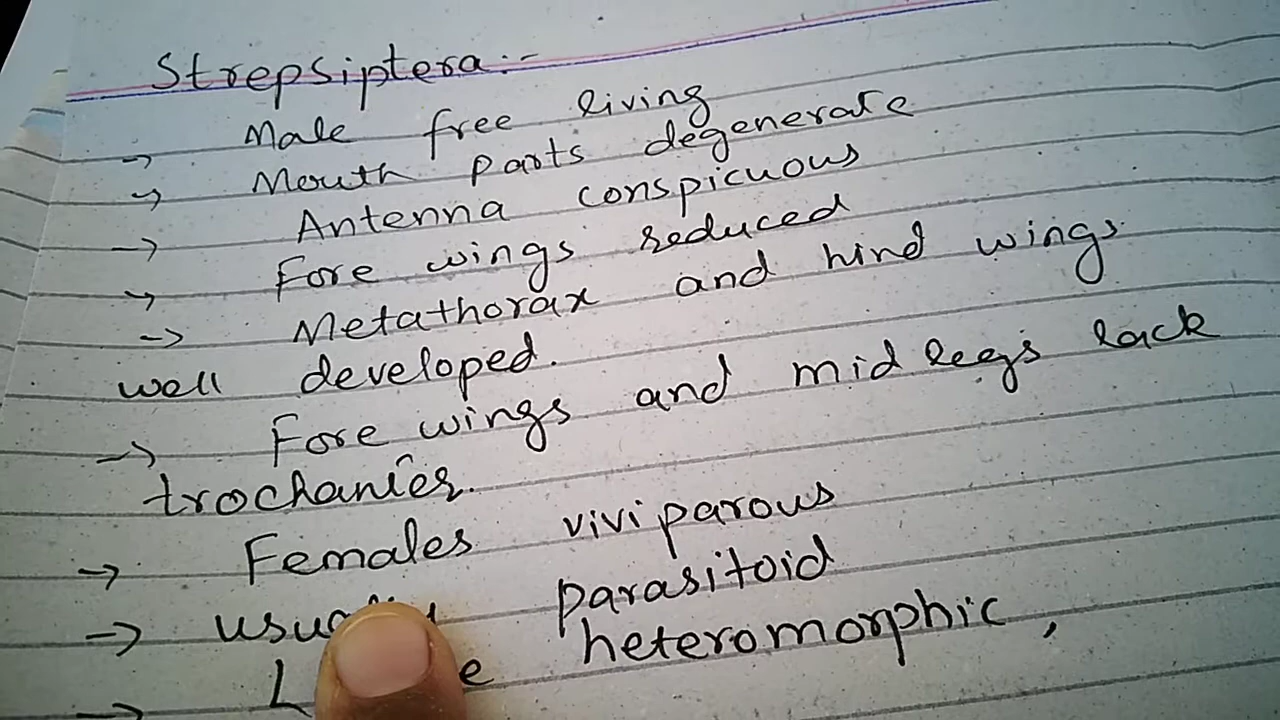 Strepsiptera:-
→ Male free living
→ Mouth parts degenerate
→ Antenna conspicuous
→ Fore wings reduced
→ Metathorax and hind wings
well developed.
→ Fore wings and mid legs lack
trochanter.
→ Females viviparous
→ parasitoid
→ heteromorphic,